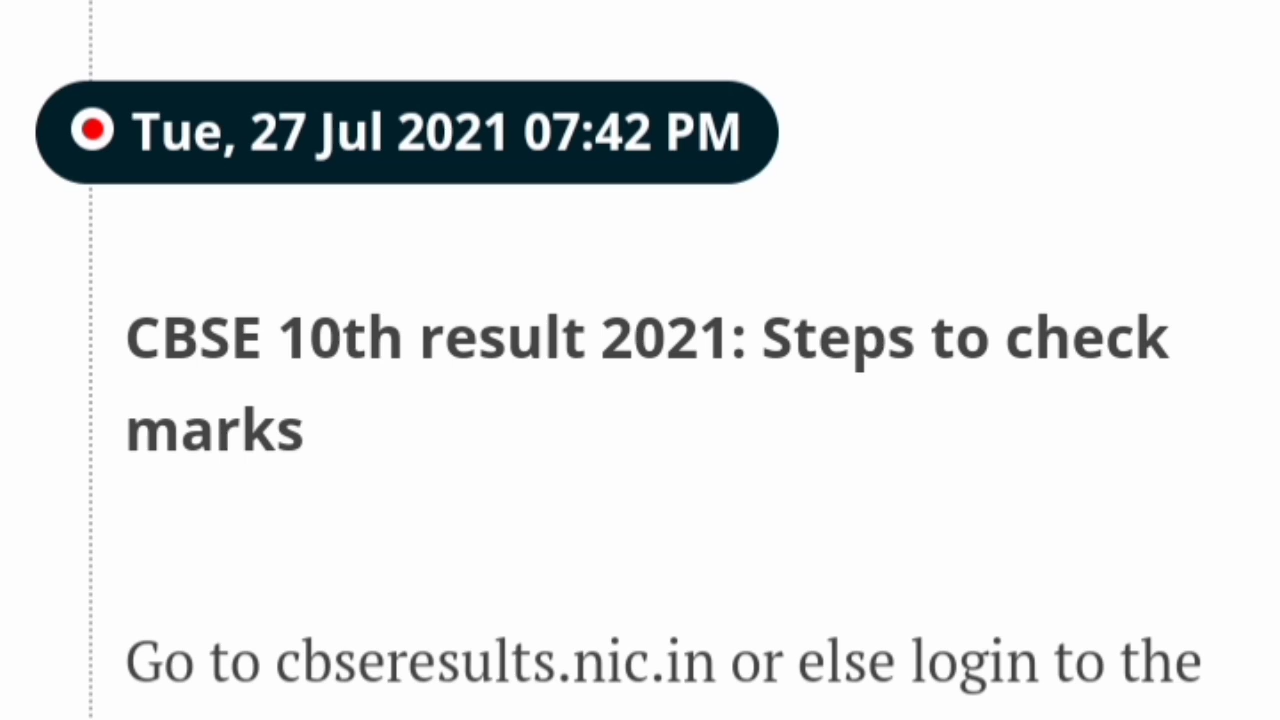 Tue, 27 Jul 2021 07:42 PM
CBSE 10th result 2021: Steps to check
marks
Go to cbseresults.nic.in or else login to the